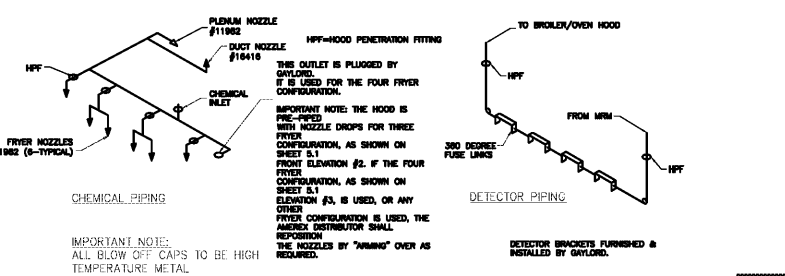 PLENUM NOZZLE
#11982
DUCT NOZZLE
#16416
HPF
CHEMICAL
INLET
FRYER NOZZLES
1982 (6-TYPICAL)
CHEMICAL PIPING
IMPORTANT NOTE:
ALL BLOW OFF CAPS TO BE HIGH
TEMPERATURE METAL
HPF=HOOD PENETRATION FITTING
THIS OUTLET IS PLUGGED BY
GAYLORD.
IT IS USED FOR THE FOUR FRYER
CONFIGURATION.
IMPORTANT NOTE: THE HOOD IS
PRE-PIPED
WITH NOZZLE DROPS FOR THREE
FRYER
CONFIGURATION, AS SHOWN ON
SHEET 5.1
FRONT ELEVATION #2. IF THE FOUR
FRYER
CONFIGURATION, AS SHOWN ON
SHEET 5.1
ELEVATION #3, IS USED, OR ANY
OTHER
FRYER CONFIGURATION IS USED, THE
AMEREX DISTRIBUTOR SHALL
REPOSITION
THE NOZZLES BY "ARMING" OVER AS
REQUIRED.
TO BROILER/OVEN HOOD
HPF
FROM MRM
360 DEGREE
FUSE LINKS
HPF
DETECTOR PIPING
DETECTOR BRACKETS FURNISHED &
INSTALLED BY GAYLORD.